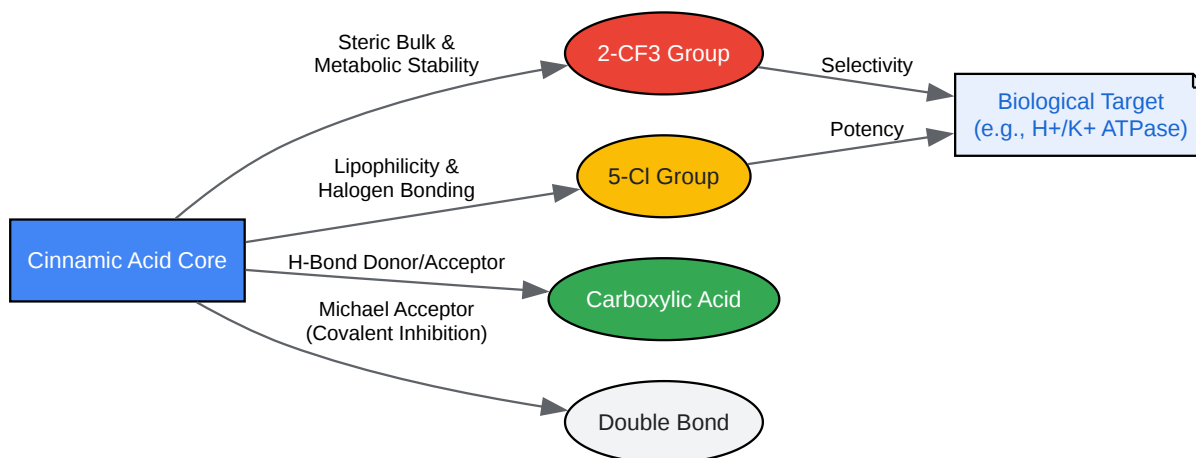 Steric Bulk &
Metabolic Stability
2-CF3 Group
Selectivity
Biological Target
(e.g., H+/K+ ATPase)
Potency
Lipophilicity &
Halogen Bonding
5-Cl Group
Cinnamic Acid Core
H-Bond Donor/Acceptor
Carboxylic Acid
Michael Acceptor
(Covalent Inhibition)
Double Bond